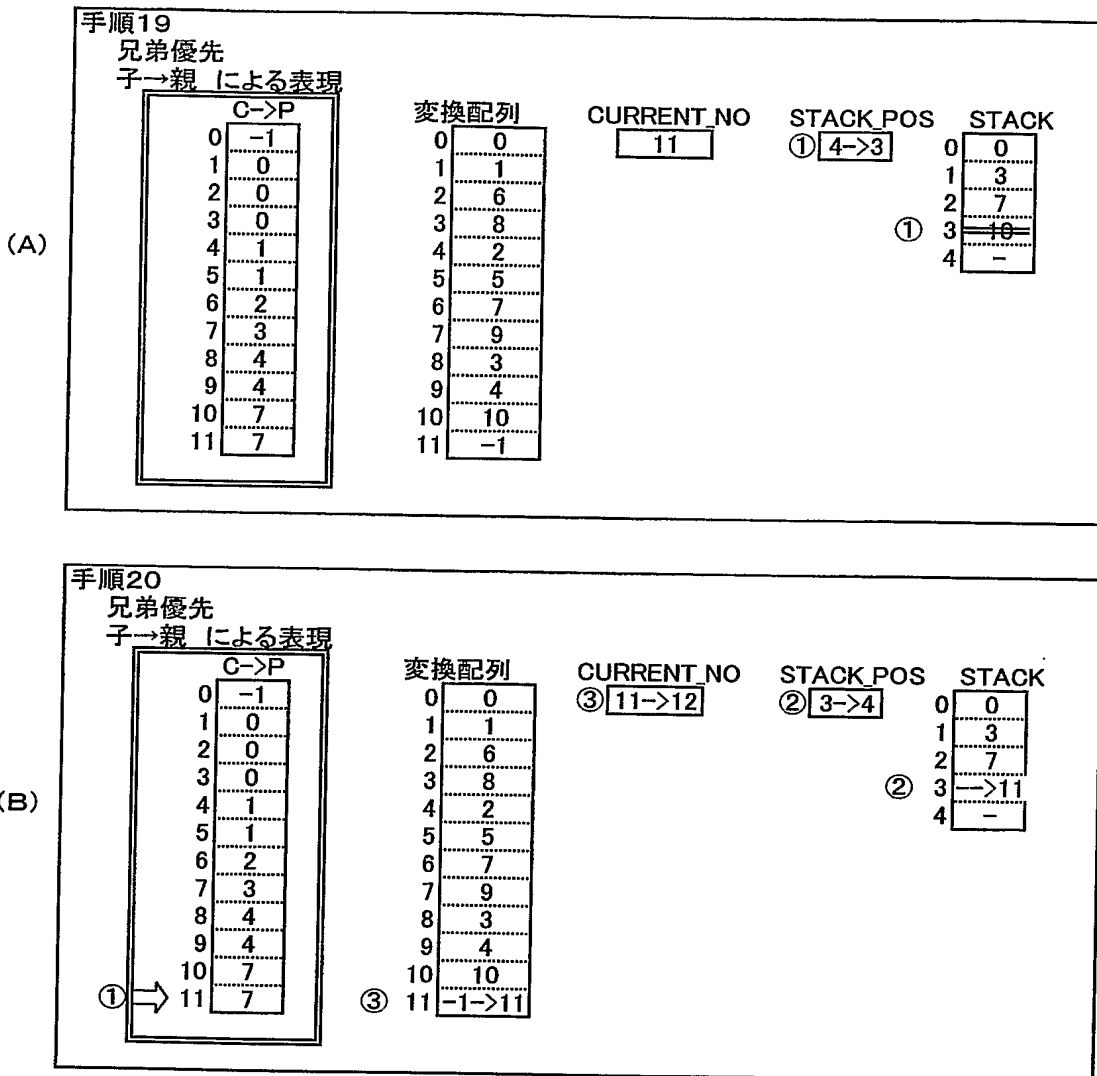 手順19
兄弟優先
子→親 による表現
C->P 変換配列 CURRENT_NO STACK_POS STACK
0 -1 0 0 11 ① 4->3 0 0
1 0 1 1 1 3
2 0 2 6 2 7
3 0 3 8 ① 3 10
(A)
4 1 4 2 4 -
5 1 5 5
6 2 6 7
7 3 7 9
8 4 8 3
9 4 9 4
10 7 10 10
11 7 11 -1
手順20
兄弟優先
子→親 による表現
C->P 変換配列 CURRENT_NO STACK_POS STACK
0 -1 0 0 ③ 11->12 ② 3->4 0 0
1 0 1 1 1 3
2 0 2 6 2 7
3 0 3 8 ② 3 -->11
(B)
4 1 4 2 4 -
5 1 5 5
6 2 6 7
7 3 7 9
8 4 8 3
9 4 9 4
10 7 10 10
① 11 7 ③ 11 -1->11